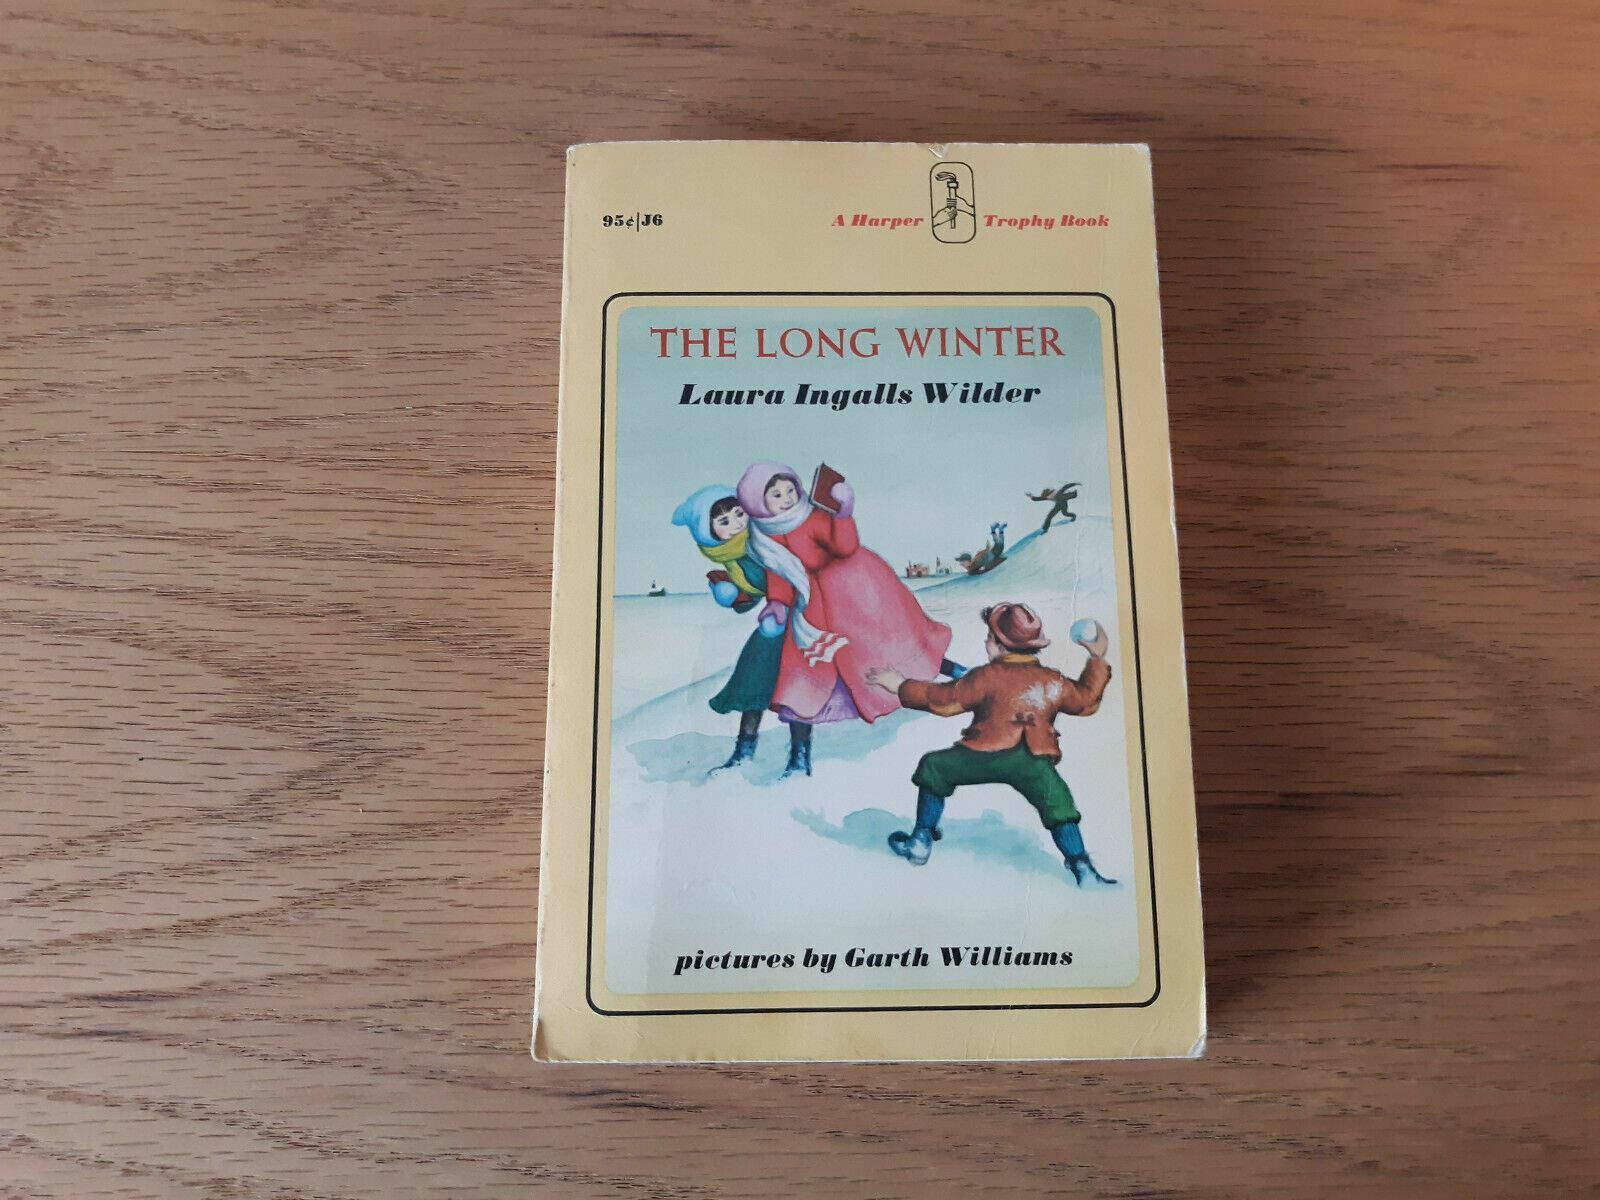 95¢|J6
A Harper Trophy Book
THE LONG WINTER
Laura Ingalls Wilder
pictures by Garth Williams